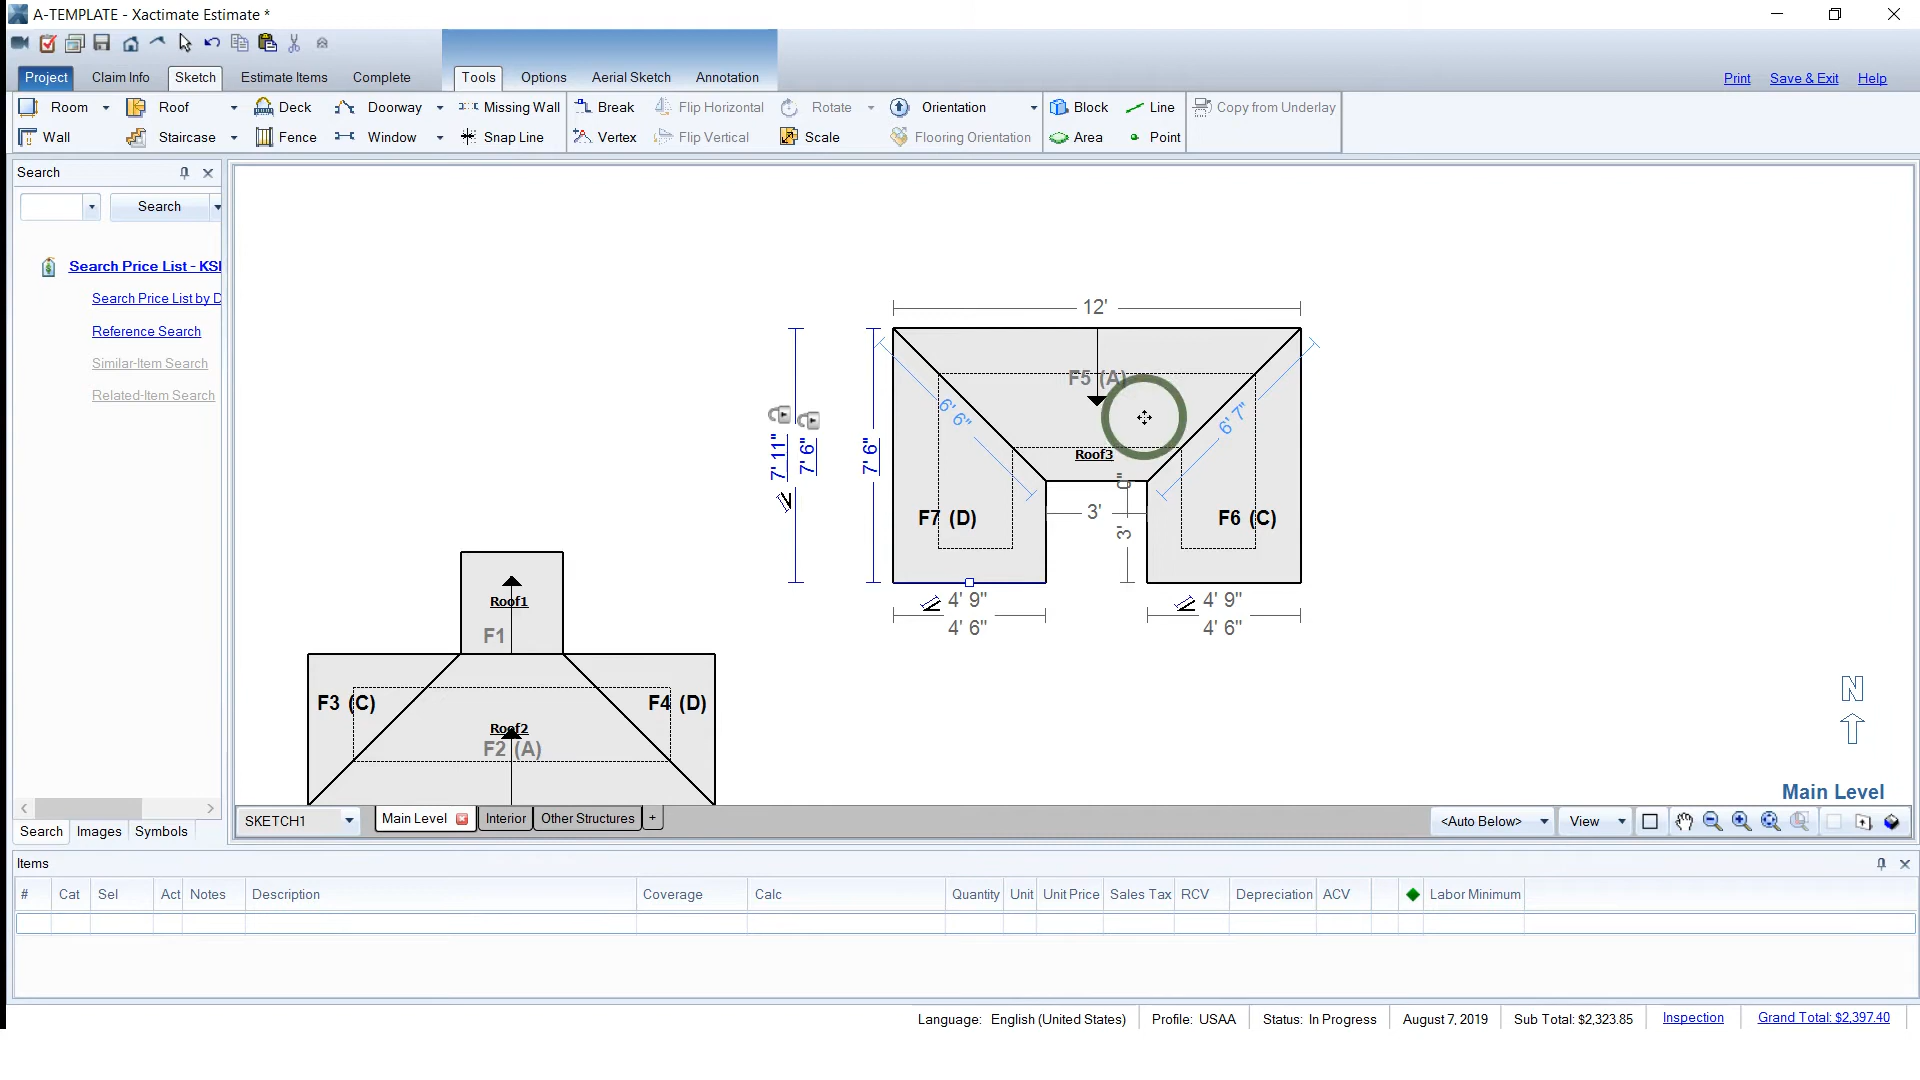 A-TEMPLATE - Xactimate Estimate *
Project Claim Info Sketch Estimate Items Complete Tools Options Aerial Sketch Annotation Print Save & Exit Help
Room Roof Deck Doorway Missing Wall Break Flip Horizontal Rotate Orientation Block Line Copy from Underlay
Wall Staircase Fence Window Snap Line Vertex Flip Vertical Scale Flooring Orientation Area Point
Search
Search
Search Price List - KS
Search Price List by D
Reference Search
Similar-Item Search
Related-Item Search
Search Images Symbols
12'
F5 (A)
6' 6"
6' 7"
7' 11"
7' 6"
7' 6"
Roof3
3'
3'
F7 (D)
F6 (C)
4' 9"
4' 6"
4' 9"
4' 6"
Roof1
F1
F3 (C)
F4 (D)
Roof2
F2 (A)
N
Main Level
SKETCH1 Main Level Interior Other Structures + <Auto Below> View
Items
# Cat Sel Act Notes Description Coverage Calc Quantity Unit Unit Price Sales Tax RCV Depreciation ACV Labor Minimum
Language: English (United States) Profile: USAA Status: In Progress August 7, 2019 Sub Total: $2,323.85 Inspection Grand Total: $2,397.40